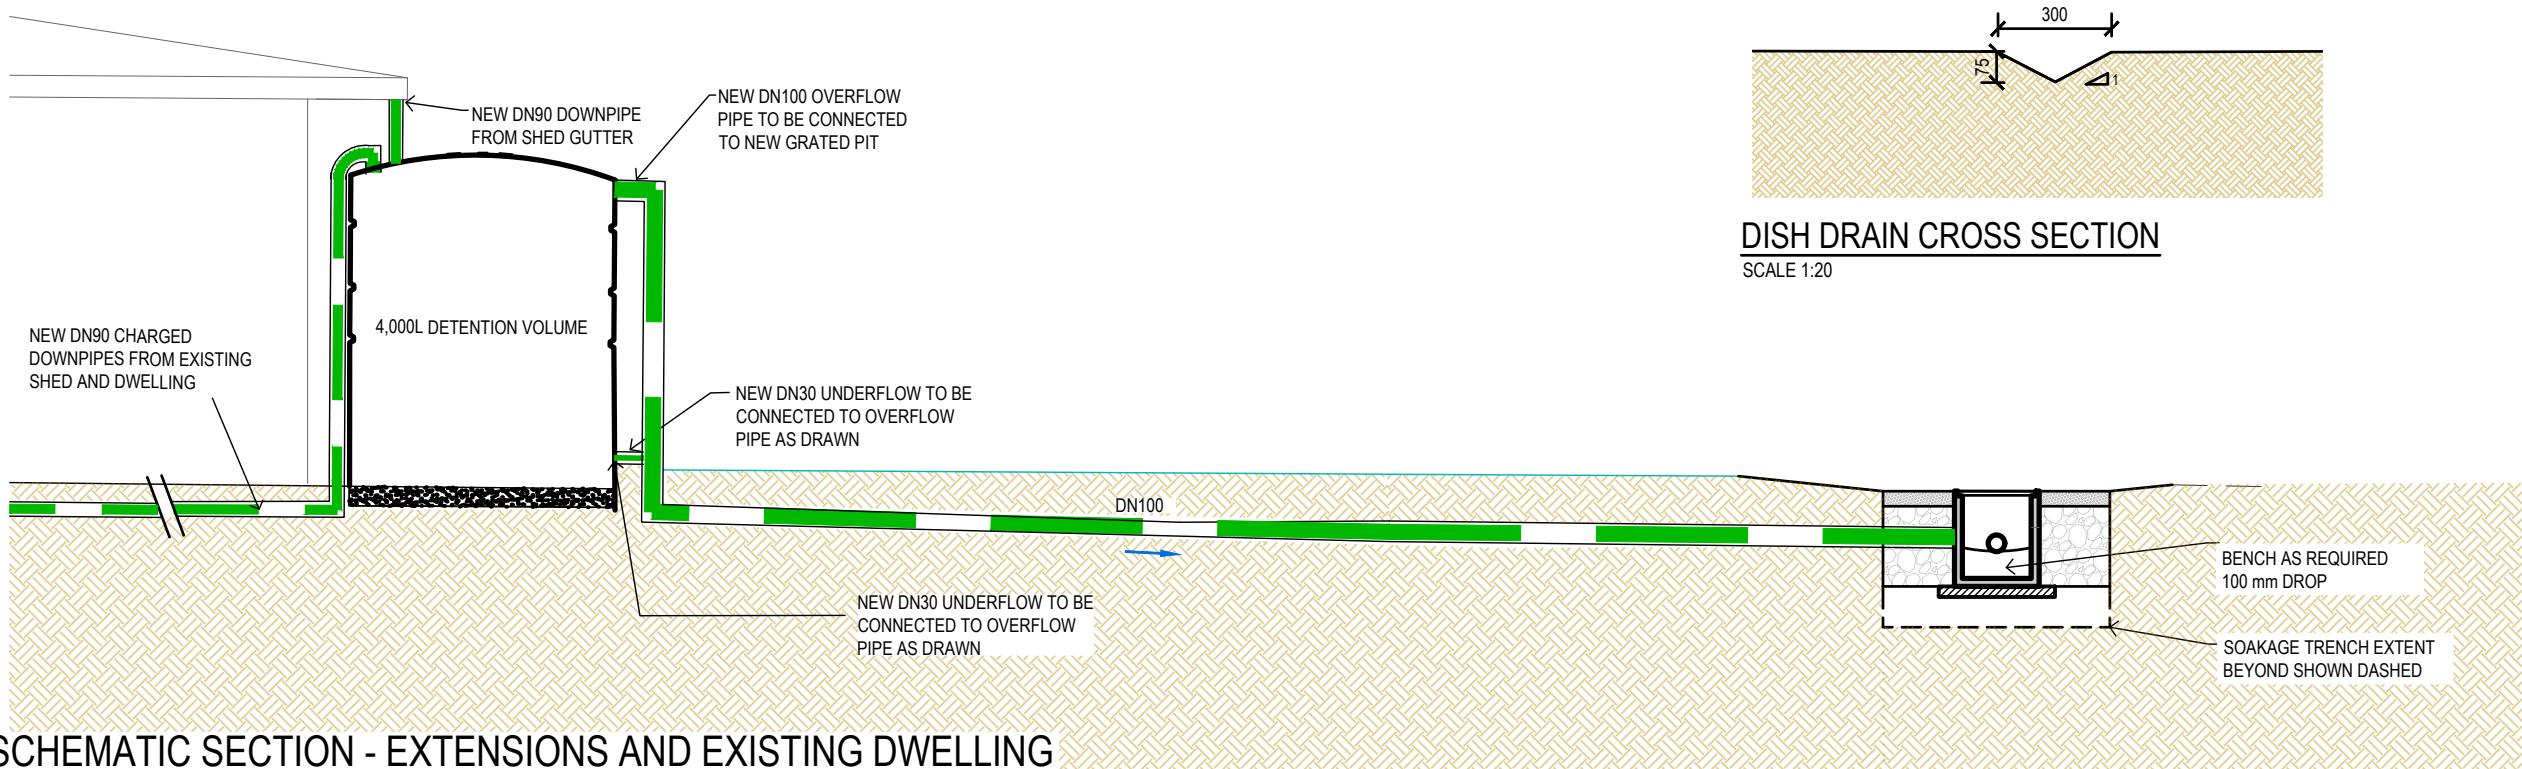 300
75
1
DISH DRAIN CROSS SECTION
SCALE 1:20
NEW DN90 DOWNPIPE
FROM SHED GUTTER
NEW DN100 OVERFLOW
PIPE TO BE CONNECTED
TO NEW GRATED PIT
4,000L DETENTION VOLUME
NEW DN90 CHARGED
DOWNPIPES FROM EXISTING
SHED AND DWELLING
NEW DN30 UNDERFLOW TO BE
CONNECTED TO OVERFLOW
PIPE AS DRAWN
DN100
NEW DN30 UNDERFLOW TO BE
CONNECTED TO OVERFLOW
PIPE AS DRAWN
BENCH AS REQUIRED
100 mm DROP
SOAKAGE TRENCH EXTENT
BEYOND SHOWN DASHED
SCHEMATIC SECTION - EXTENSIONS AND EXISTING DWELLING